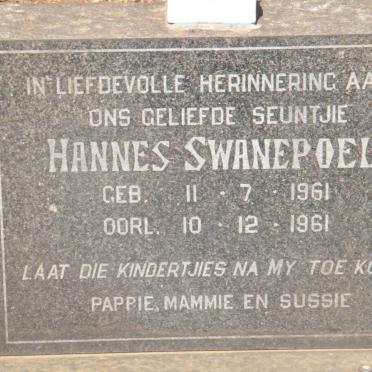 IN LIEFDEVOLLE HERINNERING AA
ONS GELIEFDE SEUNTJIE
HANNES SWANEPOEL
GEB. 11 - 7 - 1961
OORL. 10 - 12 - 1961
LAAT DIE KINDERTJIES NA MY TOE KO
PAPPIE, MAMMIE EN SUSSIE